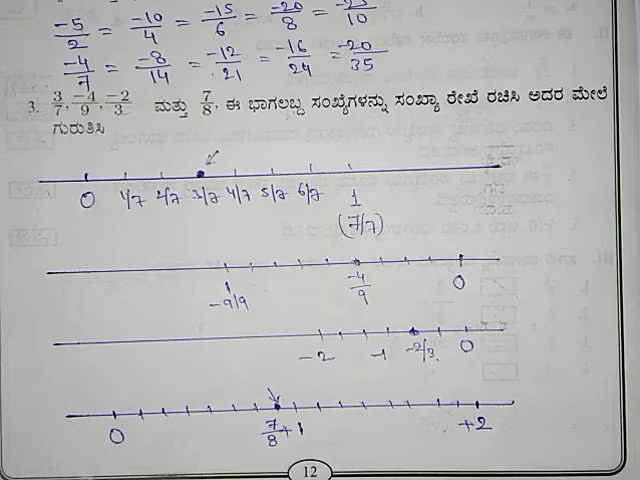 -5/2 = -10/4 = -15/6 = -20/8 = -25/10
-4/7 = -8/14 = -12/21 = -16/24 = -20/35
3. 3/7, -4/9, -2/3 ಮತ್ತು 7/8, ಈ ಭಾಗಲಬ್ಧ ಸಂಖ್ಯೆಗಳನ್ನು ಸಂಖ್ಯಾ ರೇಖೆ ರಚಿಸಿ ಅದರ ಮೇಲೆ
ಗುರುತಿಸಿ
0 1/7 2/7 3/7 4/7 5/7 6/7 1
(7/7)
-9/9 -4/9 0
-2 -1 -2/3 0
0 7/8 +1 +2
12